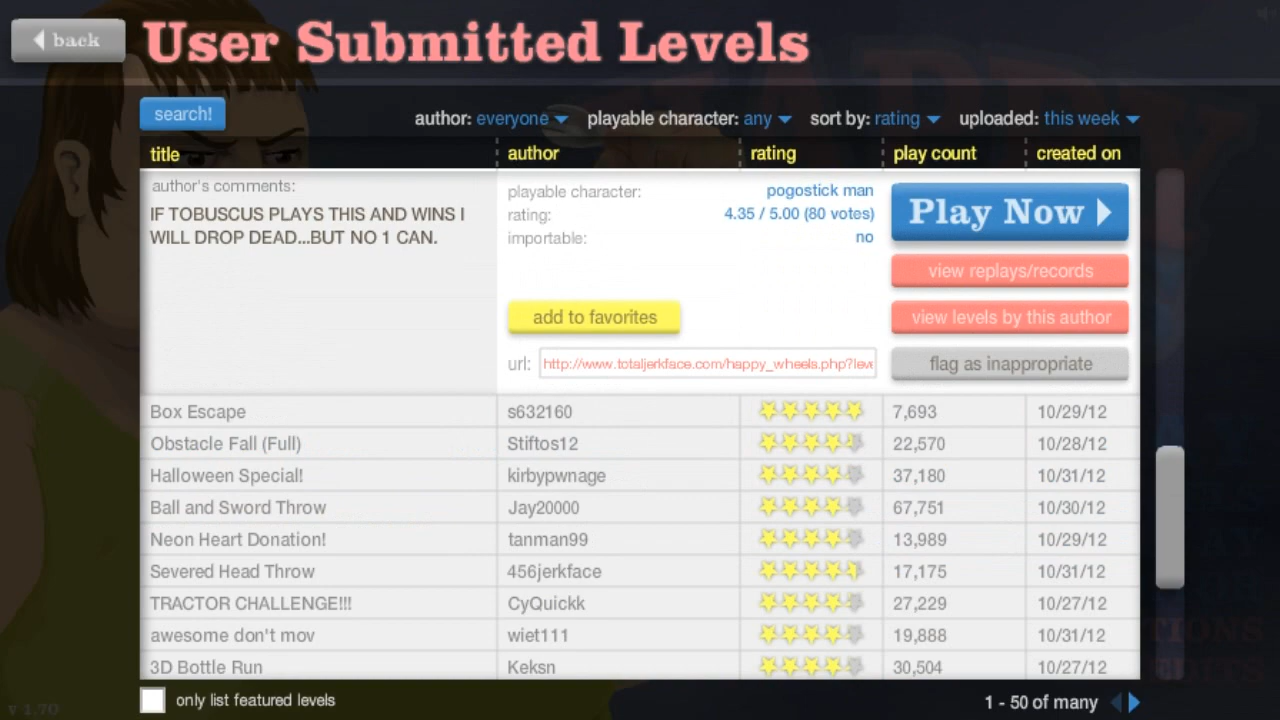 back
User Submitted Levels
search!
author: everyone playable character: any sort by: rating uploaded: this week
title author rating play count created on
author's comments:
IF TOBUSCUS PLAYS THIS AND WINS I
WILL DROP DEAD...BUT NO 1 CAN.
playable character: pogostick man
rating: 4.35 / 5.00 (80 votes)
importable: no
add to favorites
url: http://www.totaljerkface.com/happy_wheels.php?leve
Play Now
view replays/records
view levels by this author
flag as inappropriate
Box Escape s632160 7,693 10/29/12
Obstacle Fall (Full) Stiftos12 22,570 10/28/12
Halloween Special! kirbypwnage 37,180 10/31/12
Ball and Sword Throw Jay20000 67,751 10/30/12
Neon Heart Donation! tanman99 13,989 10/29/12
Severed Head Throw 456jerkface 17,175 10/31/12
TRACTOR CHALLENGE!!! CyQuickk 27,229 10/27/12
awesome don't mov wiet111 19,888 10/31/12
3D Bottle Run Keksn 30,504 10/27/12
only list featured levels
1 - 50 of many
v 1.70